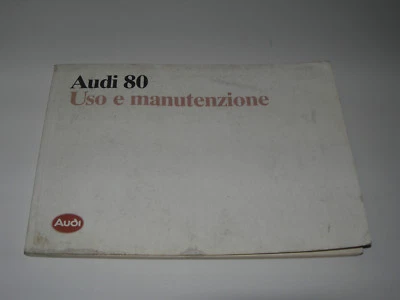 Audi 80
Uso e manutenzione
Audi